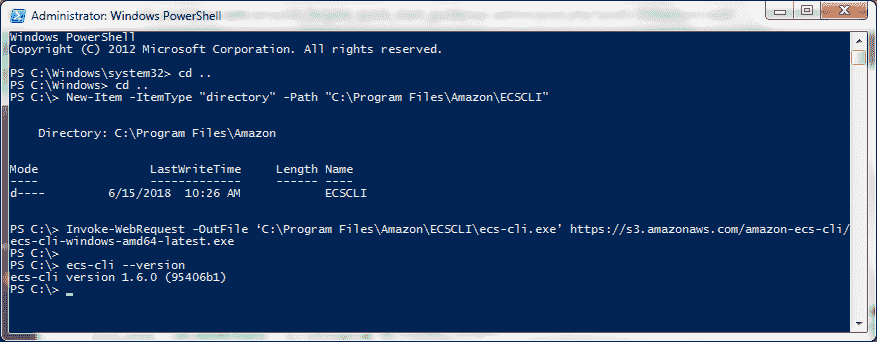 Administrator: Windows PowerShell
Windows PowerShell
Copyright (C) 2012 Microsoft Corporation. All rights reserved.
PS C:\Windows\system32> cd ..
PS C:\Windows> cd ..
PS C:\> New-Item -ItemType "directory" -Path "C:\Program Files\Amazon\ECSCLI"
Directory: C:\Program Files\Amazon
Mode LastWriteTime Length Name
---- ------------- ------ ----
d---- 6/15/2018 10:26 AM ECSCLI
PS C:\> Invoke-WebRequest -OutFile ‘C:\Program Files\Amazon\ECSCLI\ecs-cli.exe’ https://s3.amazonaws.com/amazon-ecs-cli/
ecs-cli-windows-amd64-latest.exe
PS C:\>
PS C:\> ecs-cli --version
ecs-cli version 1.6.0 (95406b1)
PS C:\> _